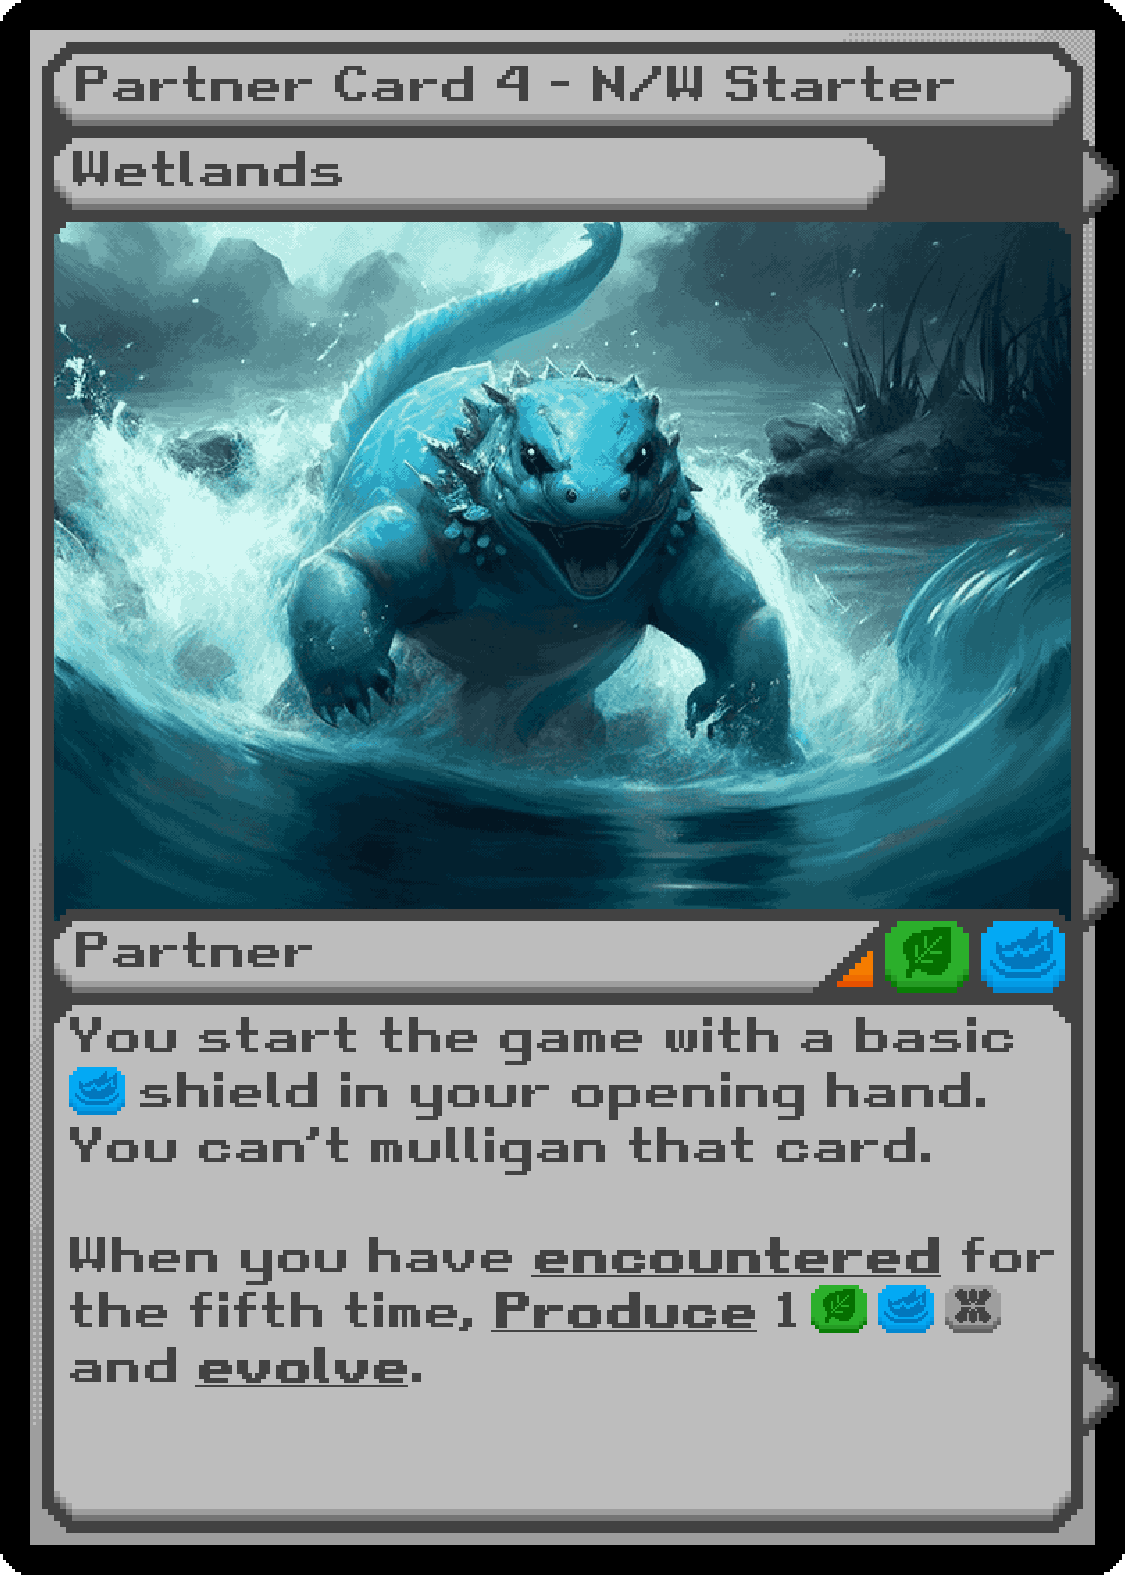 Partner Card 4 - N/W Starter
Wetlands
Partner
You start the game with a basic
shield in your opening hand.
You can't mulligan that card.
When you have encountered for
the fifth time, Produce 1
and evolve.